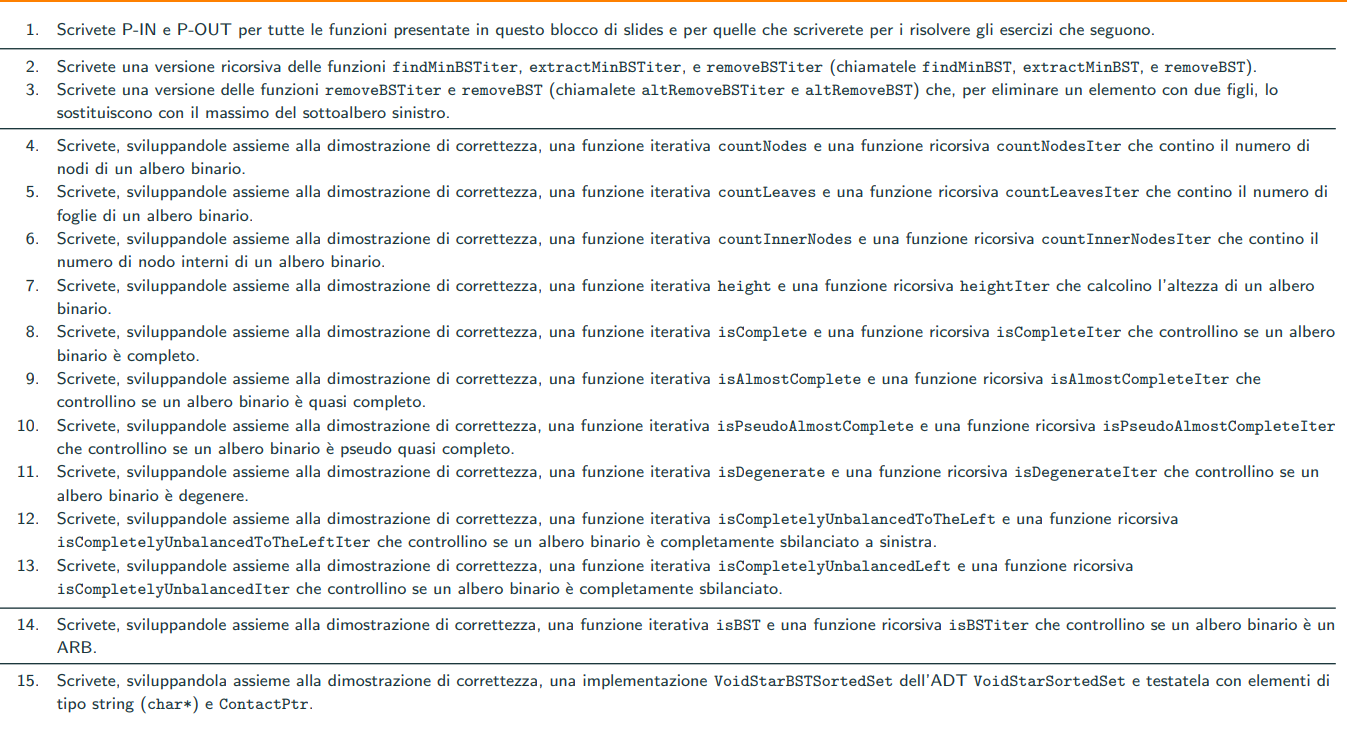 1. Scrivete P-IN e P-OUT per tutte le funzioni presentate in questo blocco di slides e per quelle che scriverete per i risolvere gli esercizi che seguono.
2. Scrivete una versione ricorsiva delle funzioni findMinBSTiter, extractMinBSTiter, e removeBSTiter (chiamatele findMinBST, extractMinBST, e removeBST).
3. Scrivete una versione delle funzioni removeBSTiter e removeBST (chiamalete altRemoveBSTiter e altRemoveBST) che, per eliminare un elemento con due figli, lo
sostituiscono con il massimo del sottoalbero sinistro.
4. Scrivete, sviluppandole assieme alla dimostrazione di correttezza, una funzione iterativa countNodes e una funzione ricorsiva countNodesIter che contino il numero di
nodi di un albero binario.
5. Scrivete, sviluppandole assieme alla dimostrazione di correttezza, una funzione iterativa countLeaves e una funzione ricorsiva countLeavesIter che contino il numero di
foglie di un albero binario.
6. Scrivete, sviluppandole assieme alla dimostrazione di correttezza, una funzione iterativa countInnerNodes e una funzione ricorsiva countInnerNodesIter che contino il
numero di nodo interni di un albero binario.
7. Scrivete, sviluppandole assieme alla dimostrazione di correttezza, una funzione iterativa height e una funzione ricorsiva heightIter che calcolino l'altezza di un albero
binario.
8. Scrivete, sviluppandole assieme alla dimostrazione di correttezza, una funzione iterativa isComplete e una funzione ricorsiva isCompleteIter che controllino se un albero
binario è completo.
9. Scrivete, sviluppandole assieme alla dimostrazione di correttezza, una funzione iterativa isAlmostComplete e una funzione ricorsiva isAlmostCompleteIter che
controllino se un albero binario è quasi completo.
10. Scrivete, sviluppandole assieme alla dimostrazione di correttezza, una funzione iterativa isPseudoAlmostComplete e una funzione ricorsiva isPseudoAlmostCompleteIter
che controllino se un albero binario è pseudo quasi completo.
11. Scrivete, sviluppandole assieme alla dimostrazione di correttezza, una funzione iterativa isDegenerate e una funzione ricorsiva isDegenerateIter che controllino se un
albero binario è degenere.
12. Scrivete, sviluppandole assieme alla dimostrazione di correttezza, una funzione iterativa isCompletelyUnbalancedToTheLeft e una funzione ricorsiva
isCompletelyUnbalancedToTheLeftIter che controllino se un albero binario è completamente sbilanciato a sinistra.
13. Scrivete, sviluppandole assieme alla dimostrazione di correttezza, una funzione iterativa isCompletelyUnbalancedLeft e una funzione ricorsiva
isCompletelyUnbalancedIter che controllino se un albero binario è completamente sbilanciato.
14. Scrivete, sviluppandole assieme alla dimostrazione di correttezza, una funzione iterativa isBST e una funzione ricorsiva isBSTiter che controllino se un albero binario è un
ARB.
15. Scrivete, sviluppandola assieme alla dimostrazione di correttezza, una implementazione VoidStarBSTSortedSet dell'ADT VoidStarSortedSet e testatela con elementi di
tipo string (char*) e ContactPtr.